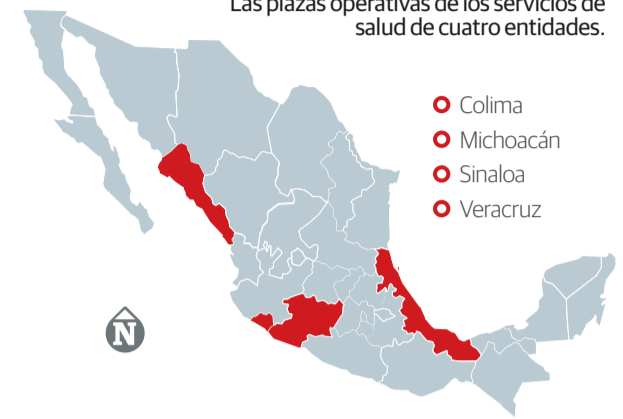 Las plazas operativas de los servicios de
salud de cuatro entidades.
Colima
Michoacán
Sinaloa
Veracruz
N